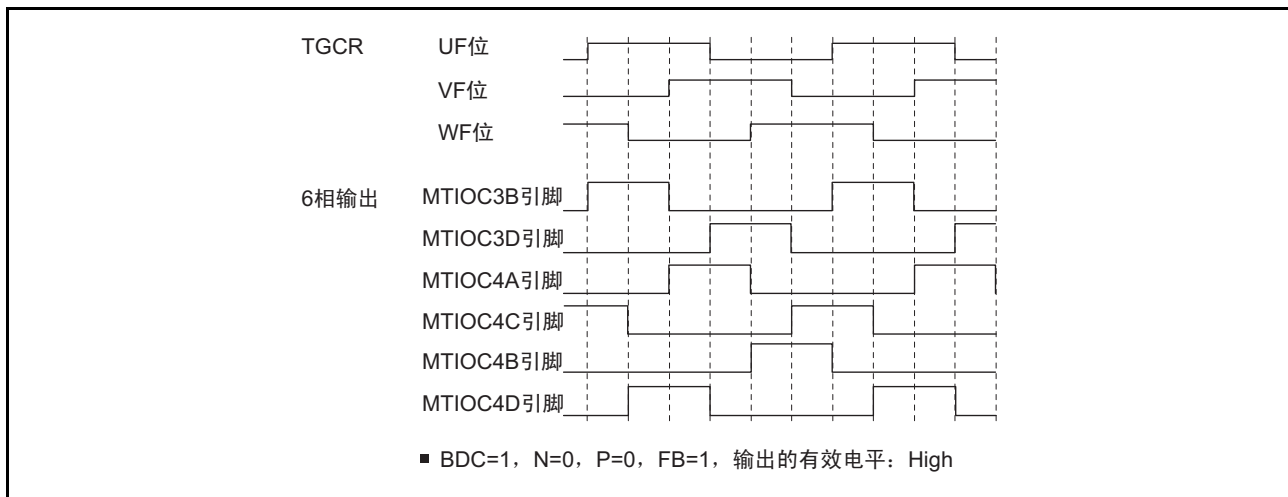 TGCR UF位
VF位
WF位
6相输出 MTIOC3B引脚
MTIOC3D引脚
MTIOC4A引脚
MTIOC4C引脚
MTIOC4B引脚
MTIOC4D引脚
■ BDC=1，N=0，P=0，FB=1，输出的有效电平：High